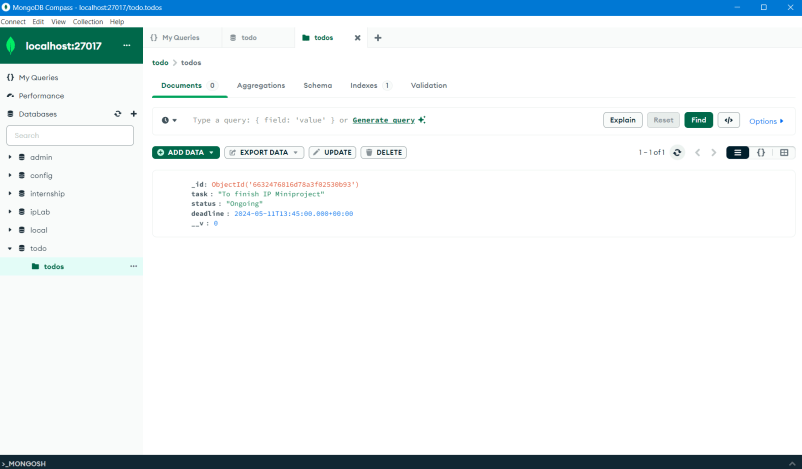 MongoDB Compass - localhost:27017/todo.todos
Connect Edit View Collection Help
localhost:27017 ...
{} My Queries
Performance
Databases
Search
admin
config
internship
ipLab
local
todo
todos ...
{} My Queries todo todos
todo > todos
Documents 0 Aggregations Schema Indexes 1 Validation
Type a query: { field: 'value' } or Generate query Explain Reset Find </> Options
ADD DATA EXPORT DATA UPDATE DELETE 1 - 1 of 1 {}
_id: ObjectId('6632476816d78a3f02530b93')
task : "To finish IP Miniproject"
status : "Ongoing"
deadline : 2024-05-11T13:45:00.000+00:00
__v : 0
>_MONGOSH